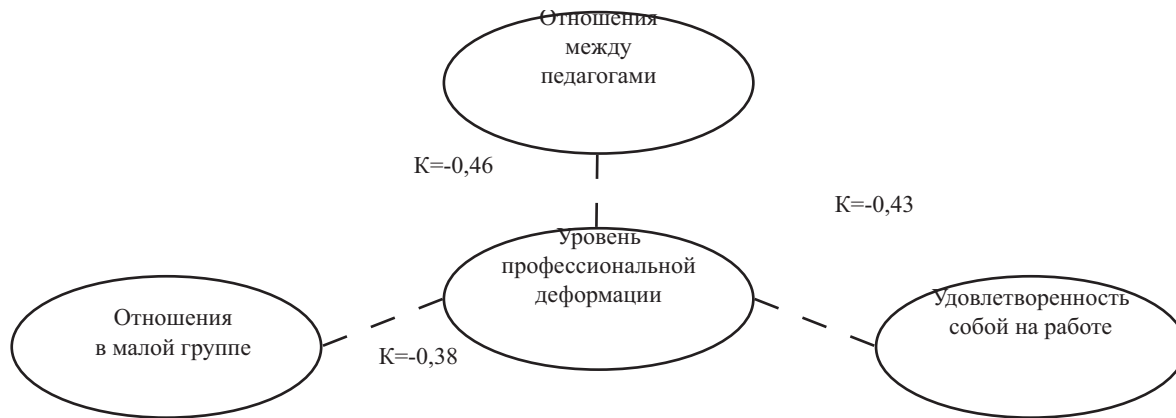 Отношения
между
педагогами
К=-0,46
К=-0,43
Уровень
профессиональной
деформации
Отношения
в малой группе
Удовлетворенность
собой на работе
К=-0,38